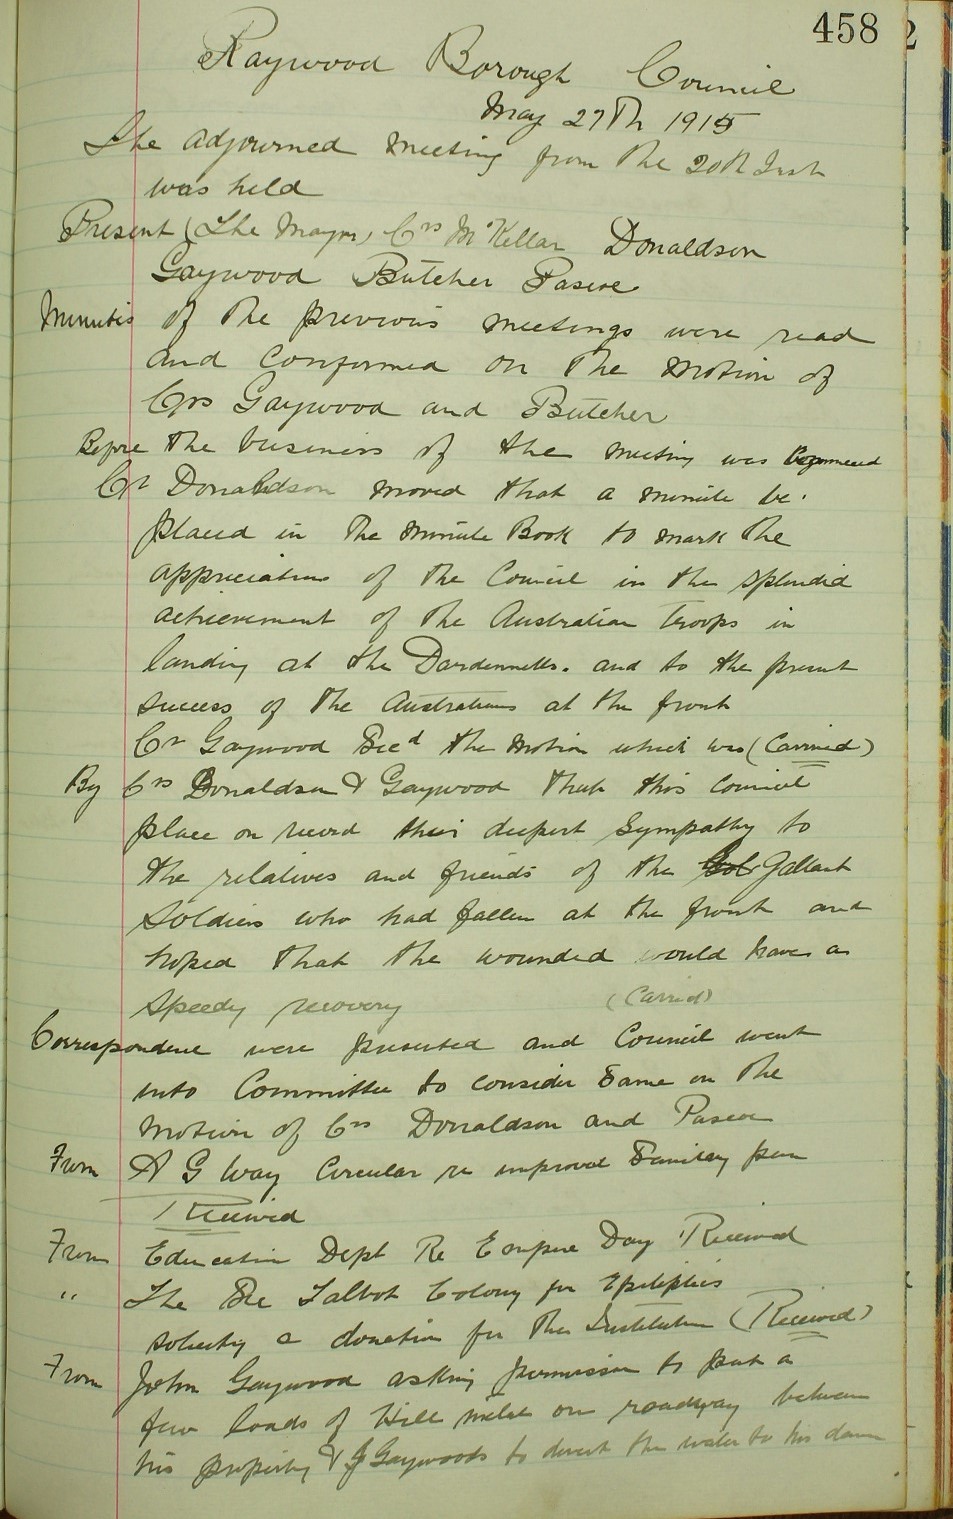 458
Raywood Borough Council
May 27th 1915
The adjourned meeting from the 20th Inst
was held
Present (The Mayor, Crs McKellar Donaldson
Gaywood Butcher Pascoe
Minutes of the previous meetings were read
and confirmed on the motion of
Crs Gaywood and Butcher
Before the business of the meeting was commenced
Cr Donaldson moved that a minute be
placed in the Minute Book to mark the
appreciation of the Council in the splendid
achievement of the Australian troops in
landing at the Dardennells. and to the present
success of the Australians at the front
Cr Gaywood Secd the motion which was (Carried)
By Crs Donaldson & Gaywood that this Council
place on record their deepest sympathy to
the relatives and friends of the Sol Gallant
Soldiers who had fallen at the front and
hoped that the wounded would have a
speedy recovery (Carried)
Correspondence were presented and Council went
into Committee to consider same on the
motion of Crs Donaldson and Pascoe
From A G Way Circular re improved Sanitary pan
Received
From Education Dept Re Empire Day Received
" The Sec Talbot Colony for Epileptics
soliciting a donation for the Institution (Received)
From John Gaywood asking permission to put a
few loads of Hill metal on roadway between
his property & J Gaywoods to divert the water to his dam